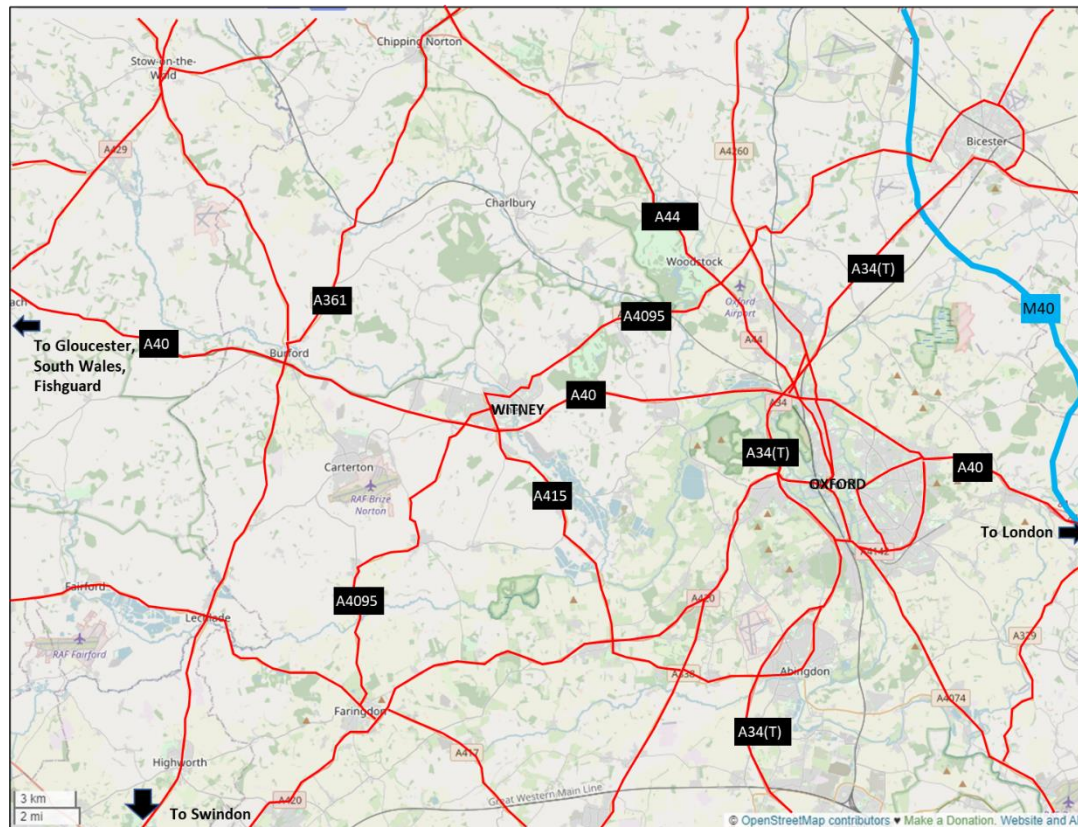 Chipping Norton
Stow-on-the-
Wold
A429
A4260
Bicester
Charlbury
A44
Woodstock
A34(T)
Oxford
Airport
A361
M40
A4095
A44
To Gloucester,
South Wales,
Fishguard
A40
Burford
WITNEY
A40
A34
A34(T)
Carterton
RAF Brize
Norton
A415
OXFORD
A40
To London
A4142
Fairford
A4095
Lechlade
A420
A329
RAF Fairford
A338
Abingdon
A4074
Faringdon
A34(T)
A417
Highworth
3 km
2 mi
To Swindon
A420
Great Western Main Line
© OpenStreetMap contributors ♥ Make a Donation. Website and